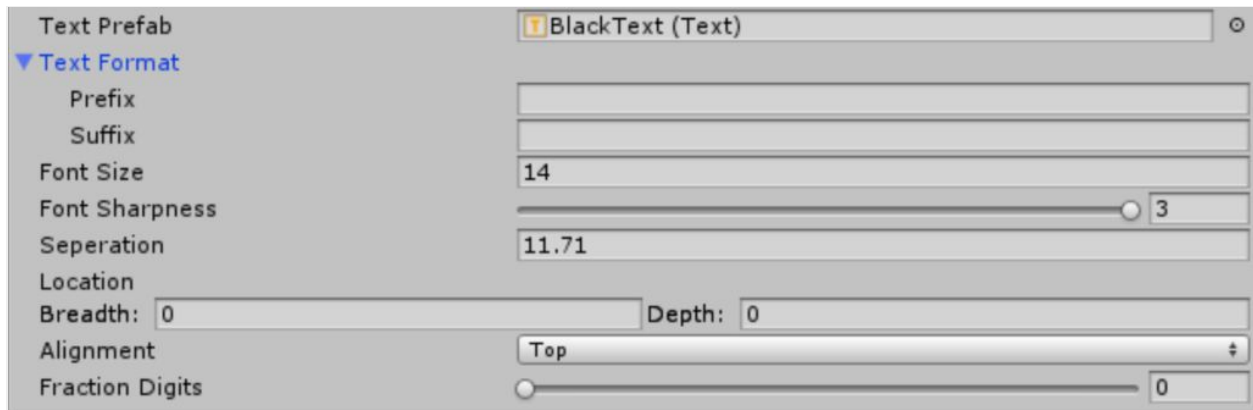 Text Prefab BlackText (Text)
Text Format
Prefix
Suffix
Font Size 14
Font Sharpness 3
Seperation 11.71
Location
Breadth: 0 Depth: 0
Alignment Top
Fraction Digits 0